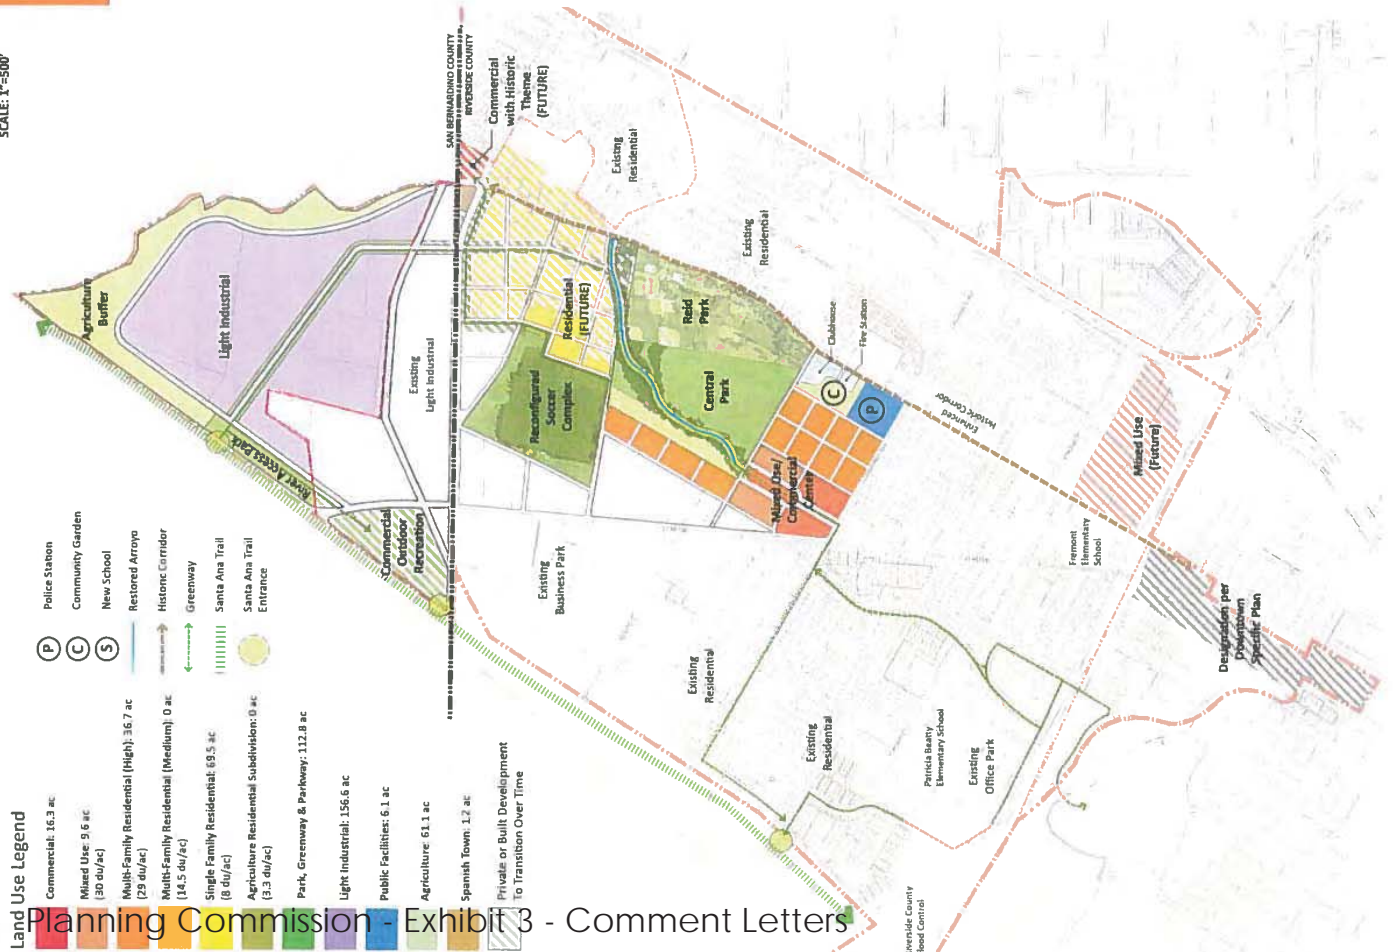 SCALE: 1"=500'
Land Use Legend
Commercial: 16.3 ac
Mixed Use: 9.6 ac
(30 du/ac)
Multi-Family Residential (High): 36.7 ac
(29 du/ac)
Multi-Family Residential (Medium): 0 ac
(14.5 du/ac)
Single Family Residential: 69.5 ac
(8 du/ac)
Agriculture Residential Subdivision: 0 ac
(3.3 du/ac)
Park, Greenway & Parkway: 112.8 ac
Light Industrial: 156.6 ac
Public Facilities: 6.1 ac
Agriculture: 61.1 ac
Spanish Town: 1.2 ac
Private or Built Development
To Transition Over Time
P Police Station
C Community Garden
S New School
Restored Arroyo
Historic Corridor
Greenway
Santa Ana Trail
Santa Ana Trail
Entrance
Agriculture
Buffer
Light Industrial
River Access Park
Existing
Light Industrial
SAN BERNARDINO COUNTY
RIVERSIDE COUNTY
Commercial
with Historic
Theme
(FUTURE)
Existing
Residential
Commercial
Outdoor
Recreation
Reconfigured
Soccer
Complex
Residential
(FUTURE)
Reid
Park
Central
Park
Existing
Residential
Clubhouse
Fire Station
C
P
Mixed Use/
Commercial
Center
Existing
Business Park
Enhanced
Historic Corridor
Mixed Use
(Future)
Fremont
Elementary
School
Existing
Residential
Existing
Residential
Patricia Beatty
Elementary School
Existing
Office Park
Designation per
Downtown
Specific Plan
Planning Commission - Exhibit 3 - Comment Letters